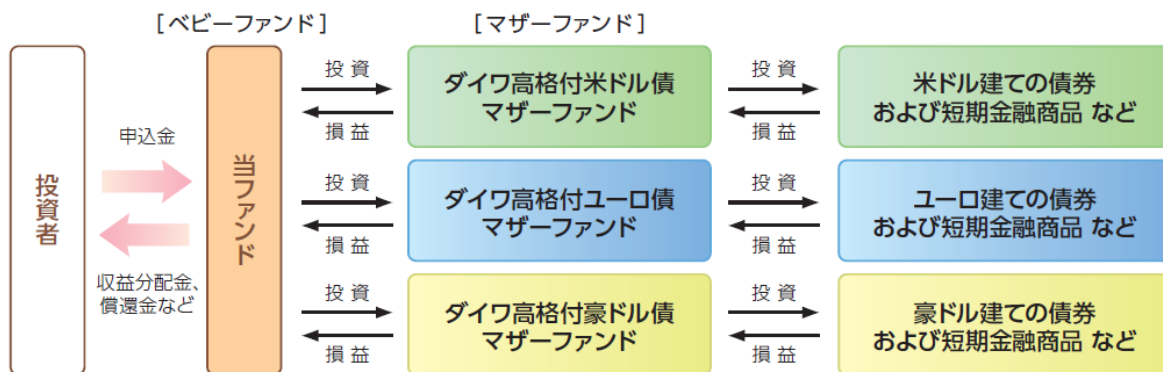 [ベビーファンド]
[マザーファンド]
投資者
申込金
収益分配金、
償還金など
当ファンド
投 資
損 益
ダイワ高格付米ドル債
マザーファンド
投 資
損 益
米ドル建ての債券
および短期金融商品 など
投 資
損 益
ダイワ高格付ユーロ債
マザーファンド
投 資
損 益
ユーロ建ての債券
および短期金融商品 など
投 資
損 益
ダイワ高格付豪ドル債
マザーファンド
投 資
損 益
豪ドル建ての債券
および短期金融商品 など